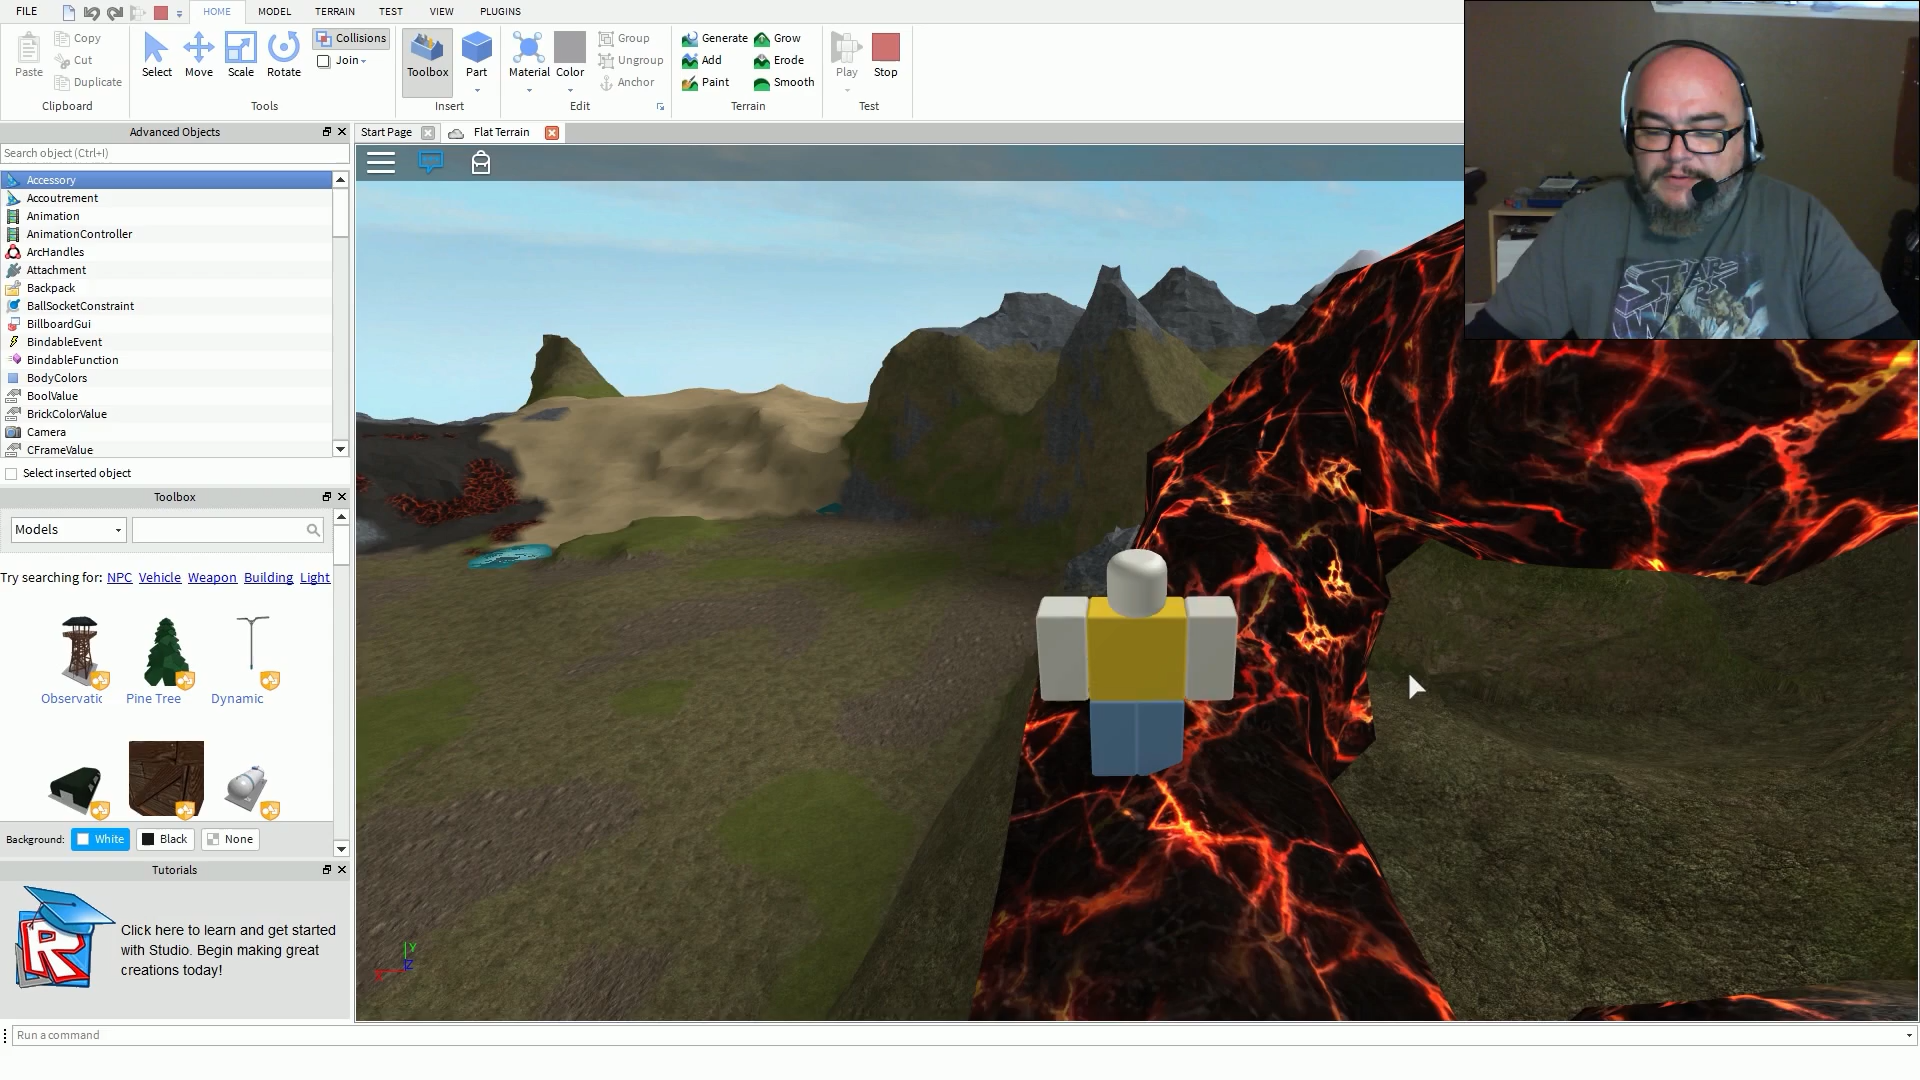 FILE HOME MODEL TERRAIN TEST VIEW PLUGINS
Paste
Copy
Cut
Duplicate
Clipboard
Select Move Scale Rotate
Collisions
Join
Tools
Toolbox Part
Insert
Material Color
Group
Ungroup
Anchor
Edit
Generate Grow
Add Erode
Paint Smooth
Terrain
Play Stop
Test
Advanced Objects
Start Page Flat Terrain
Search object (Ctrl+I)
Accessory
Accoutrement
Animation
AnimationController
ArcHandles
Attachment
Backpack
BallSocketConstraint
BillboardGui
BindableEvent
BindableFunction
BodyColors
BoolValue
BrickColorValue
Camera
CFrameValue
Select inserted object
Toolbox
Models
Try searching for: NPC Vehicle Weapon Building Light
Observatic Pine Tree Dynamic
Background: White Black None
Tutorials
Click here to learn and get started
with Studio. Begin making great
creations today!
Y
Z
Run a command
STAR